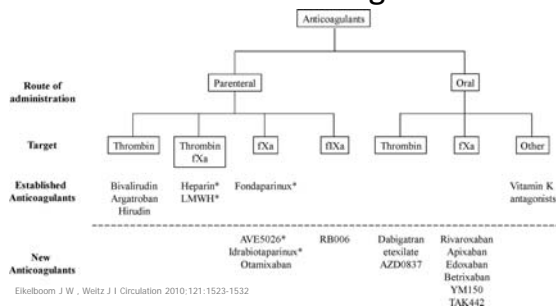 Anticoagulants
Route of
administration
Parenteral
Oral
Target
Thrombin
Thrombin
fXa
fXa
fIXa
Thrombin
fXa
Other
Established
Anticoagulants
Bivalirudin
Argatroban
Hirudin
Heparin*
LMWH*
Fondaparinux*
Vitamin K
antagonists
New
Anticoagulants
AVE5026*
Idrabiotaparinux*
Otamixaban
RB006
Dabigatran
etexilate
AZD0837
Rivaroxaban
Apixaban
Edoxaban
Betrixaban
YM150
TAK442
Eikelboom J W , Weitz J I Circulation 2010;121:1523-1532